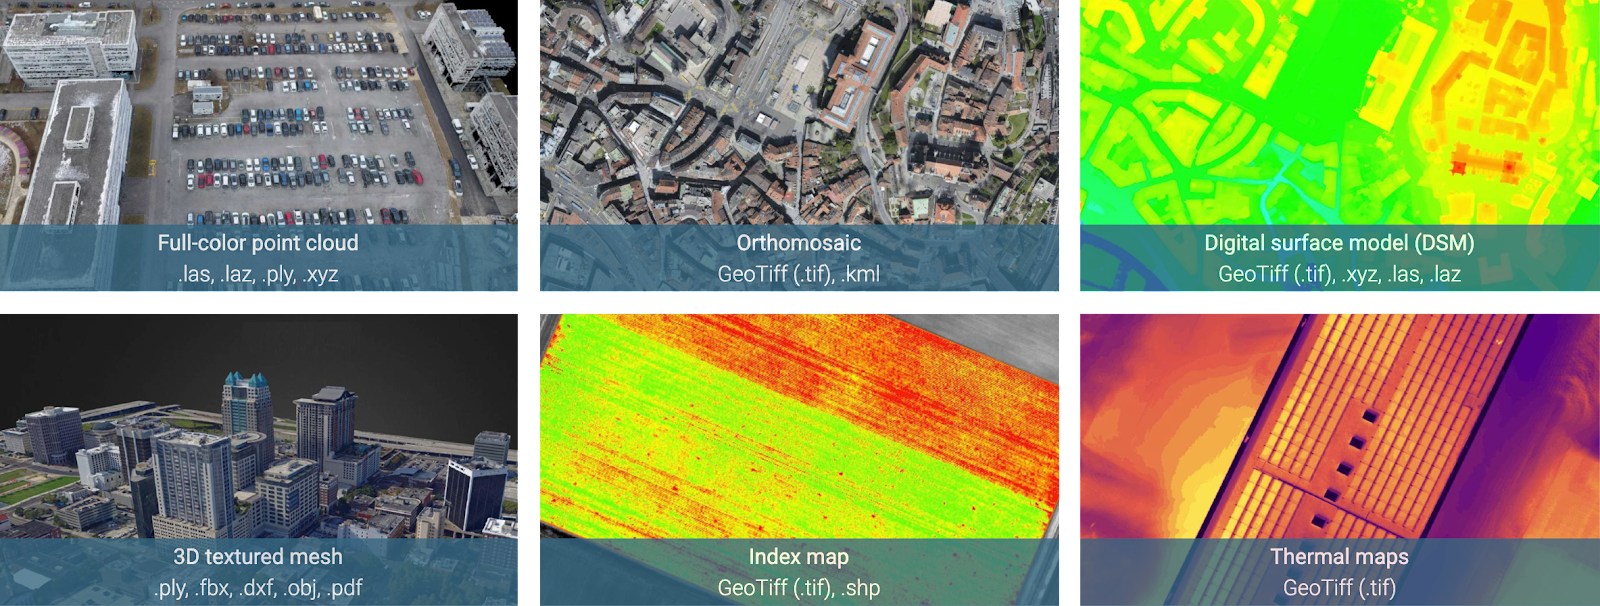 Full-color point cloud
.las, .laz, .ply, .xyz
Orthomosaic
GeoTiff (.tif), .kml
Digital surface model (DSM)
GeoTiff (.tif), .xyz, .las, .laz
3D textured mesh
.ply, .fbx, .dxf, .obj, .pdf
Index map
GeoTiff (.tif), .shp
Thermal maps
GeoTiff (.tif)